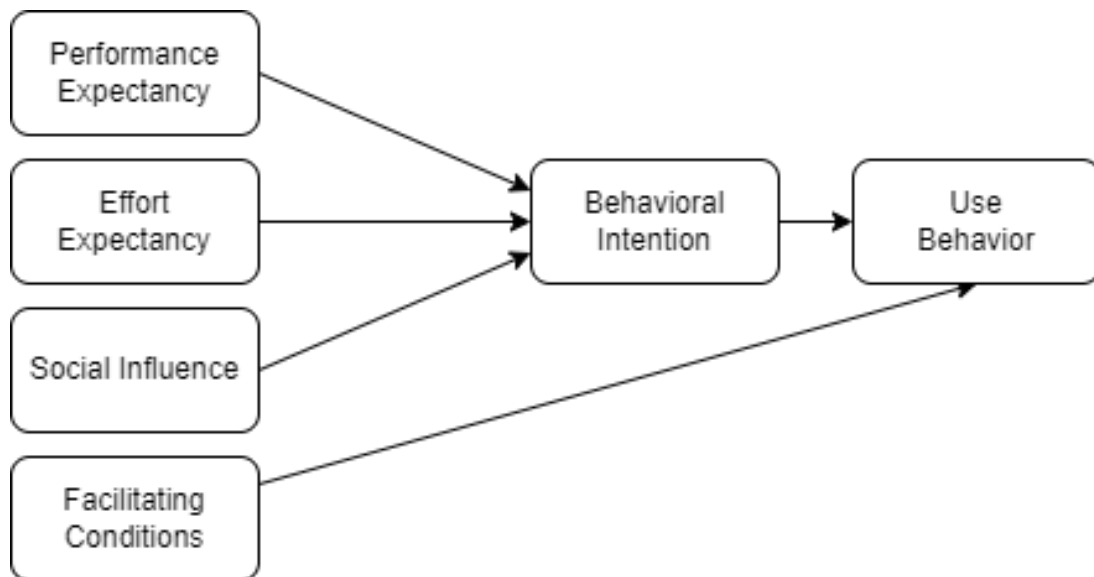 Performance
Expectancy
Effort
Expectancy
Social Influence
Facilitating
Conditions
Behavioral
Intention
Use
Behavior